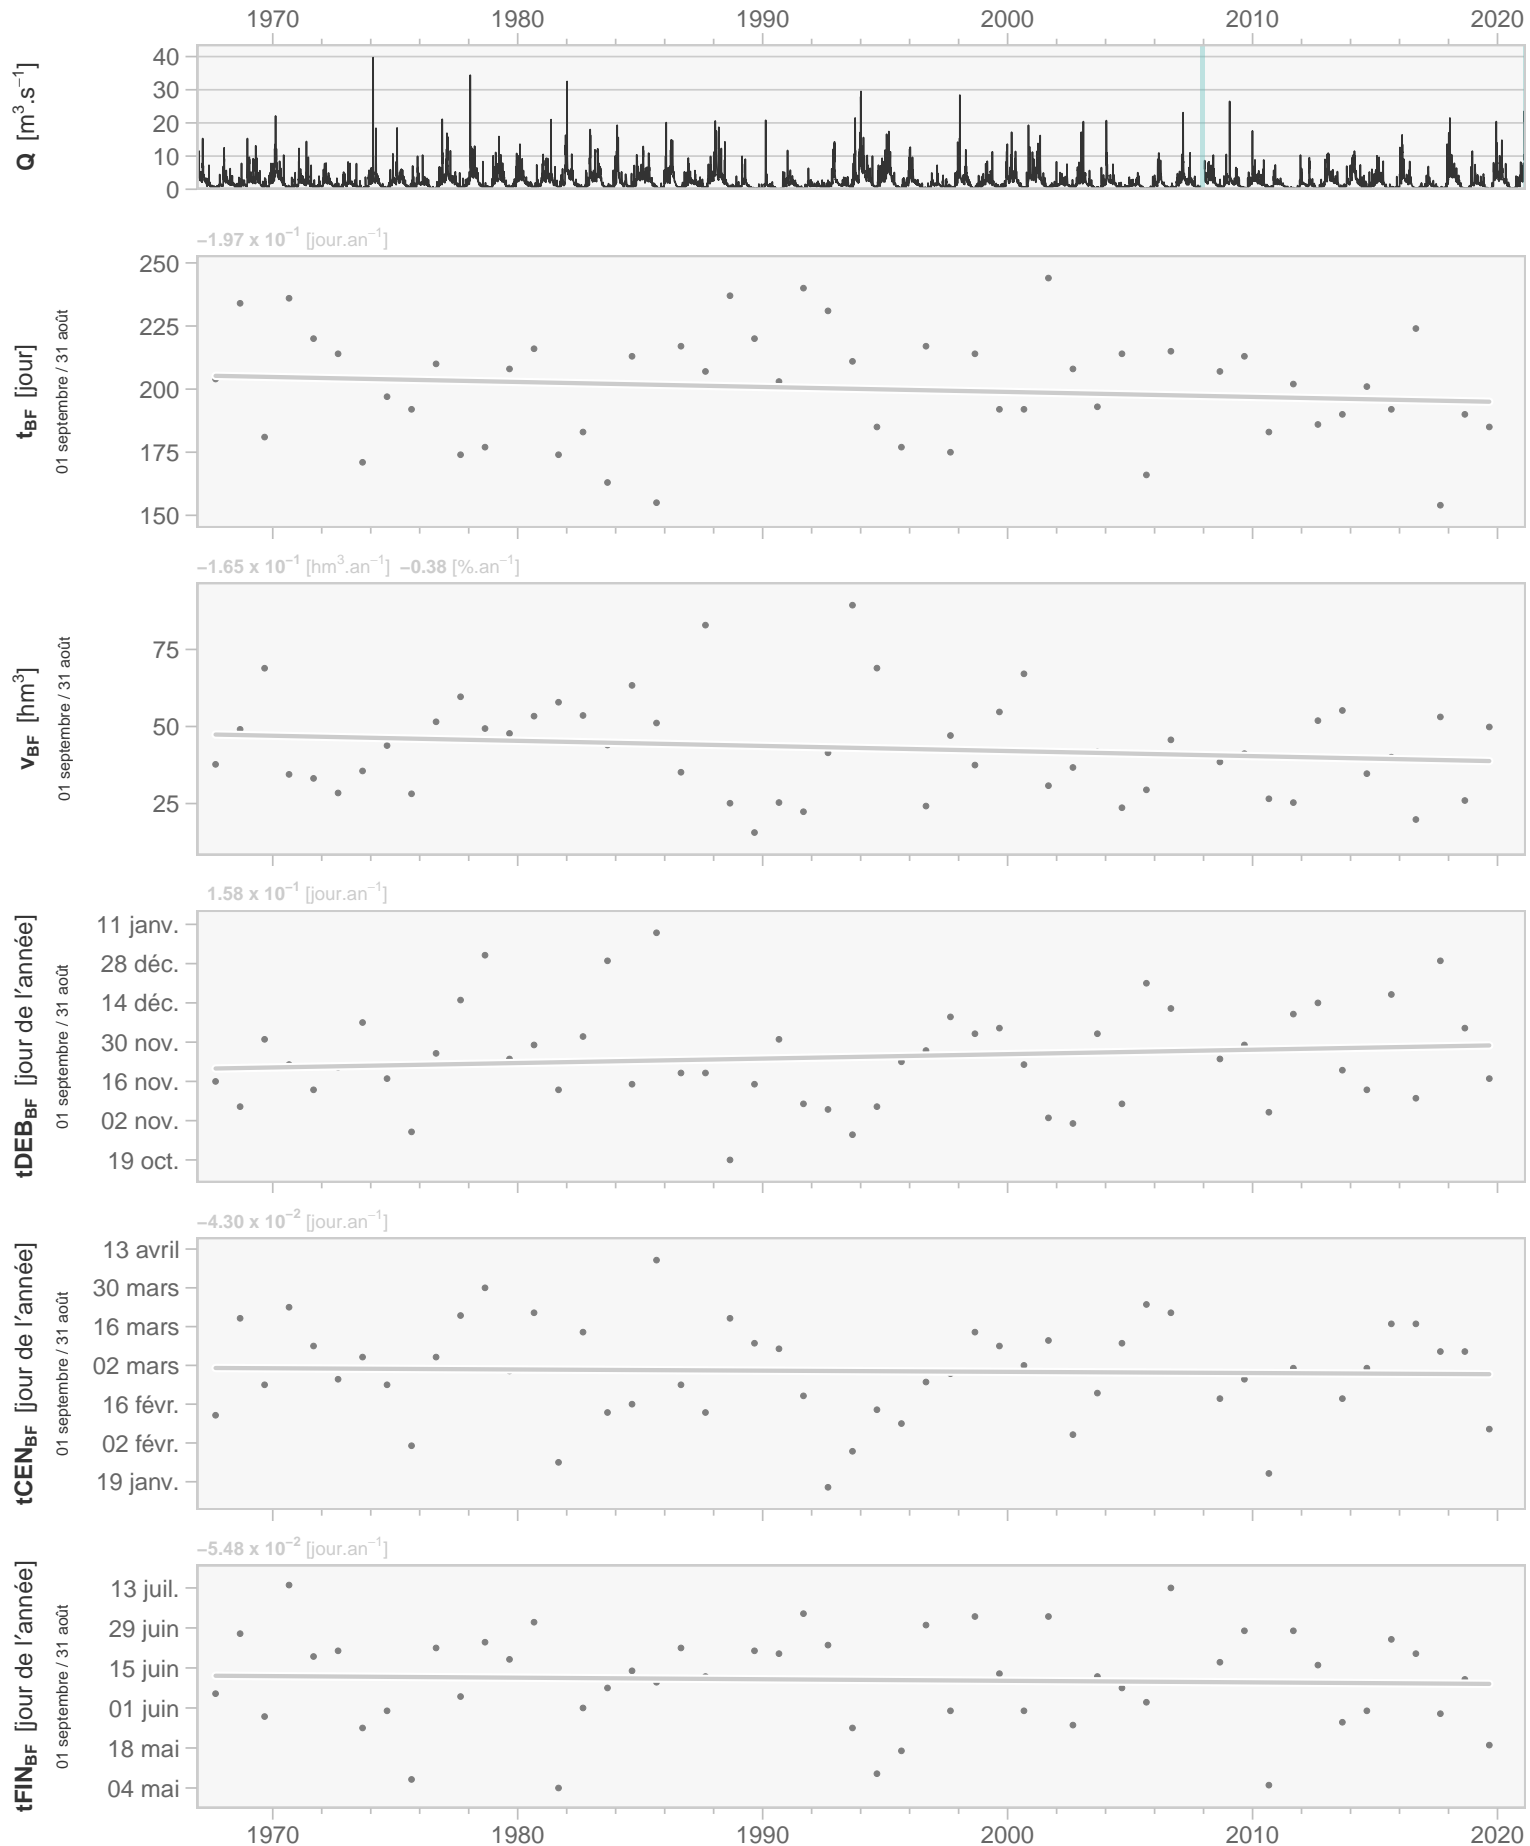 1970 1980 1990 2000 2010 2020
Q [m³.s⁻¹]
40
30
20
10
0
−1.97 x 10⁻¹ [jour.an⁻¹]
t_BF [jour]
01 septembre / 31 août
250
225
200
175
150
−1.65 x 10⁻¹ [hm³.an⁻¹] −0.38 [%.an⁻¹]
v_BF [hm³]
01 septembre / 31 août
75
50
25
1.58 x 10⁻¹ [jour.an⁻¹]
tDEB_BF [jour de l'année]
01 septembre / 31 août
11 janv.
28 déc.
14 déc.
30 nov.
16 nov.
02 nov.
19 oct.
−4.30 x 10⁻² [jour.an⁻¹]
tCEN_BF [jour de l'année]
01 septembre / 31 août
13 avril
30 mars
16 mars
02 mars
16 févr.
02 févr.
19 janv.
−5.48 x 10⁻² [jour.an⁻¹]
tFIN_BF [jour de l'année]
01 septembre / 31 août
13 juil.
29 juin
15 juin
01 juin
18 mai
04 mai
1970 1980 1990 2000 2010 2020